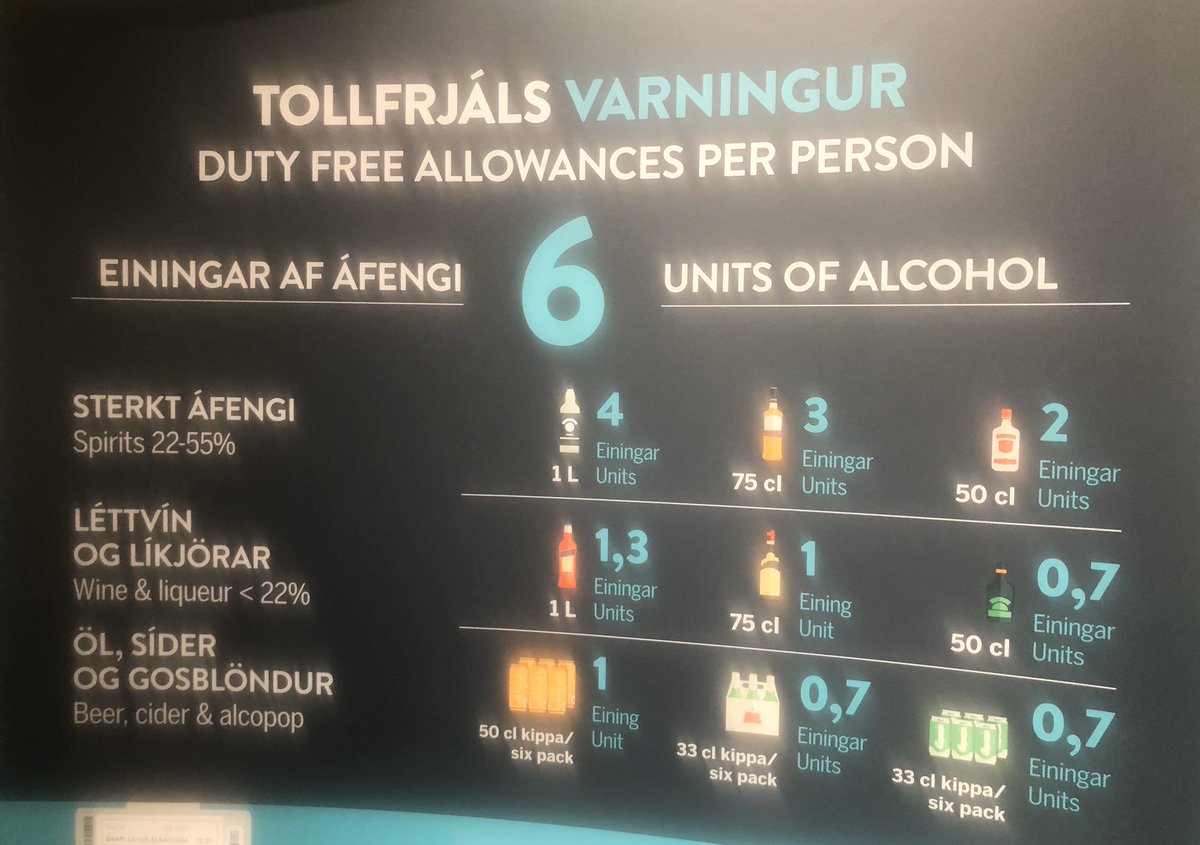 TOLLFRJÁLS VARNINGUR
DUTY FREE ALLOWANCES PER PERSON
EININGAR AF ÁFENGI 6 UNITS OF ALCOHOL
STERKT ÁFENGI
Spirits 22-55%
1 L 4 Einingar Units
75 cl 3 Einingar Units
50 cl 2 Einingar Units
LÉTTVÍN
OG LÍKJÖRAR
Wine & liqueur < 22%
1 L 1,3 Einingar Units
75 cl 1 Eining Unit
50 cl 0,7 Einingar Units
ÖL, SÍDER
OG GOSBLÖNDUR
Beer, cider & alcopop
50 cl kippa/
six pack
1 Eining Unit
33 cl kippa/
six pack
0,7 Einingar Units
33 cl kippa/
six pack
0,7 Einingar Units